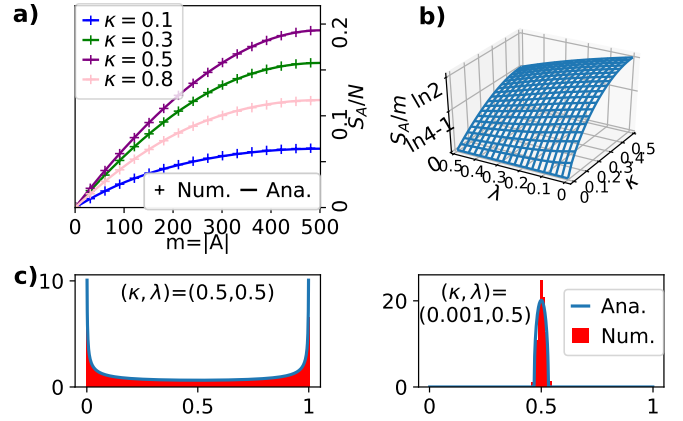 a)
κ = 0.1
κ = 0.3
κ = 0.5
κ = 0.8
Num. Ana.
0 100 200 300 400 500
m=|A|
0
0.1
0.2
S_A/N
b)
S_A/m
ln2
ln4-1
0
0.5
0.4
0.3
0.2
0.1
0
λ
0
0.1
0.2
0.3
0.4
0.5
κ
c)
10
0
(κ, λ)=(0.5,0.5)
0 0.5 1
20
0
(κ, λ)=
(0.001,0.5)
Ana.
Num.
0 0.5 1